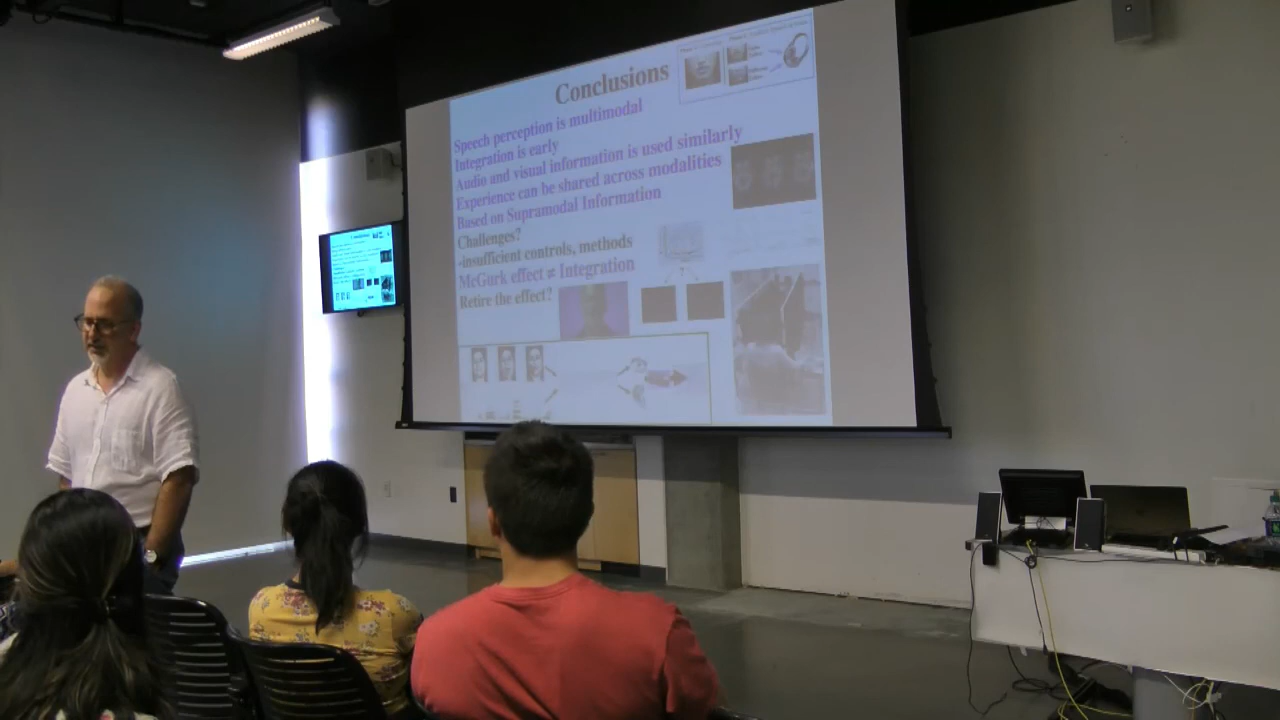 Conclusions
Speech perception is multimodal
Integration is early
Audio and visual information is used similarly
Experience can be shared across modalities
Based on Supramodal Information
Challenges?
-insufficient controls, methods
McGurk effect ≠ Integration
Retire the effect?